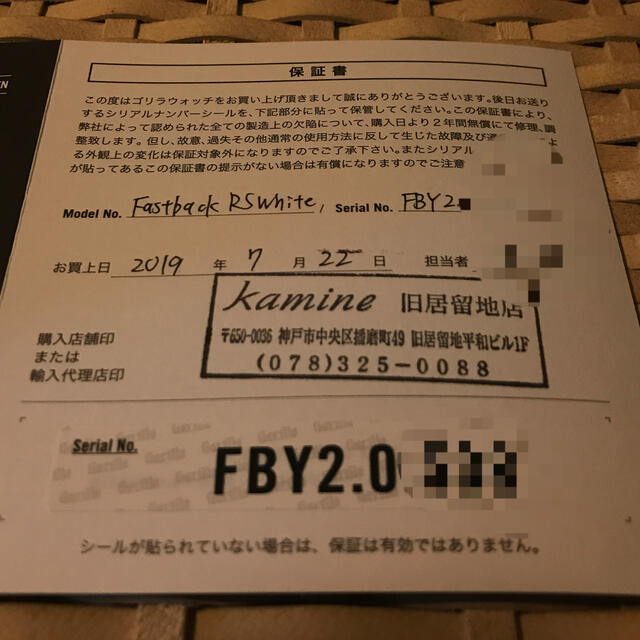 保証書
この度はゴリラウォッチをお買い上げ頂きまして誠にありがとうございます。後日お送り
するシリアルナンバーシールを、下記部分に貼って保管してください。この保証書により、
弊社によって認められた全ての製造上の欠陥について、購入日より2年間無償にて修理、調
整致します。但し、故意、過失その他通常の使用方法に反して生じた故障及び
る外観上の変化は保証対象外になりますのでご了承下さい。またシリアル
が貼ってあるこの保証書の提示がない場合は有償になりますのでご注意
Model No. Fastback RS White / Serial No. FBY2.
お買上日 2019 年 7 月 22 日 担当者
kamine 旧居留地店
〒650-0036 神戸市中央区播磨町49 旧居留地平和ビル1F
(078)325-0088
購入店舗印
または
輸入代理店印
Serial No.
FBY2.0
シールが貼られていない場合は、保証は有効ではありません。